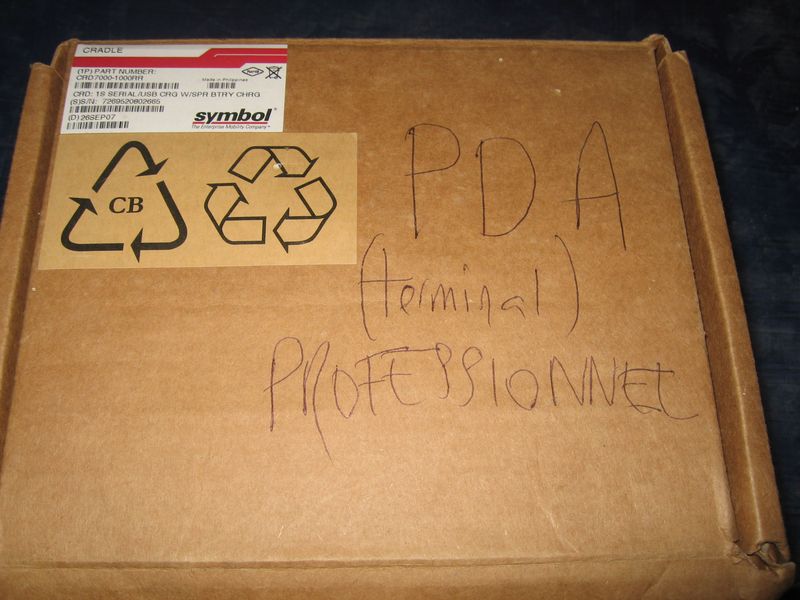 CRADLE
(1P) PART NUMBER:
CRD7000-1000RR
Made in Philippines
CRD: 1S SERIAL/USB CRG W/SPR BTRY CHRG
(S)S/N: 7269520802665
(D) 26SEP07
symbol
The Enterprise Mobility Company™
CB
PDA
(terminal)
PROFESSIONNEL